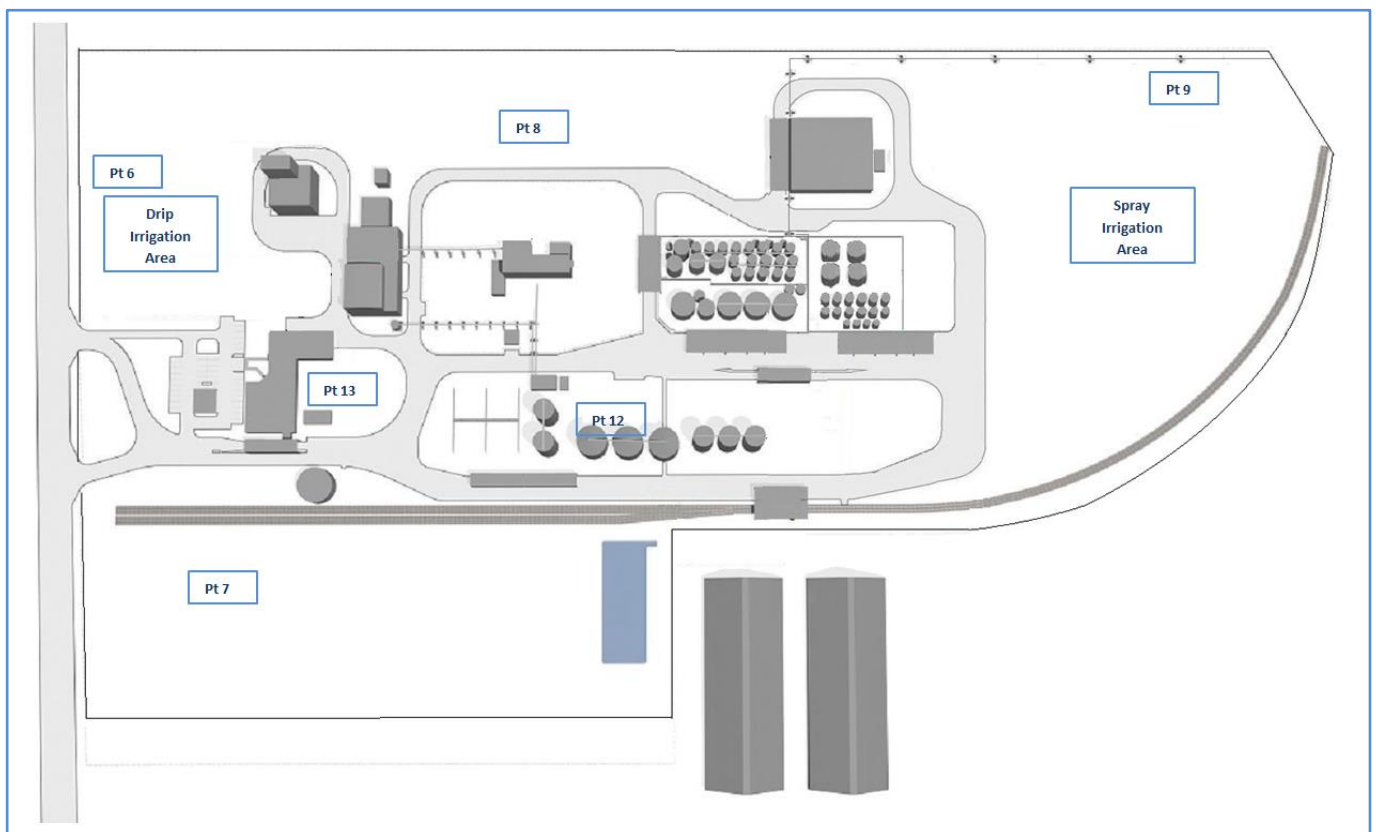 Pt 9
Pt 8
Pt 6
Drip
Irrigation
Area
Spray
Irrigation
Area
Pt 13
Pt 12
Pt 7